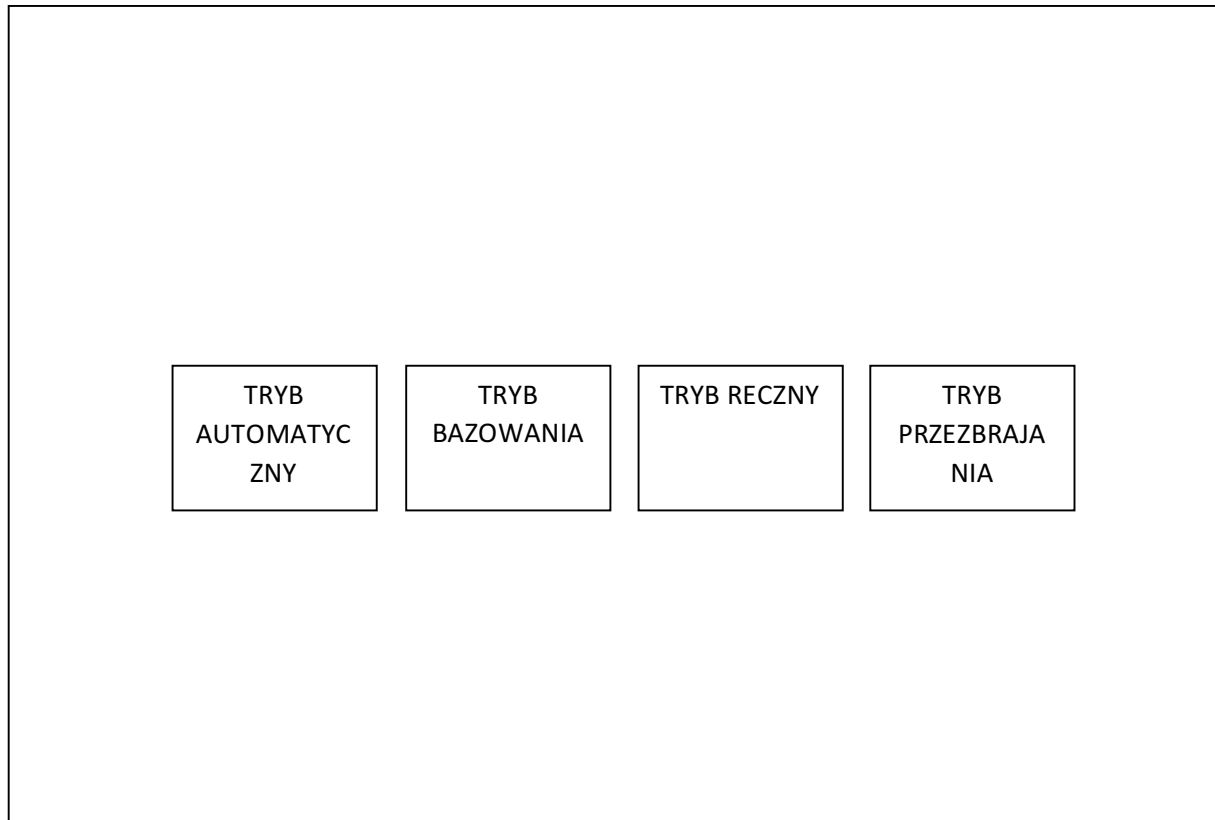 TRYB
AUTOMATYC
ZNY
TRYB
BAZOWANIA
TRYB RECZNY
TRYB
PRZEZBRAJA
NIA